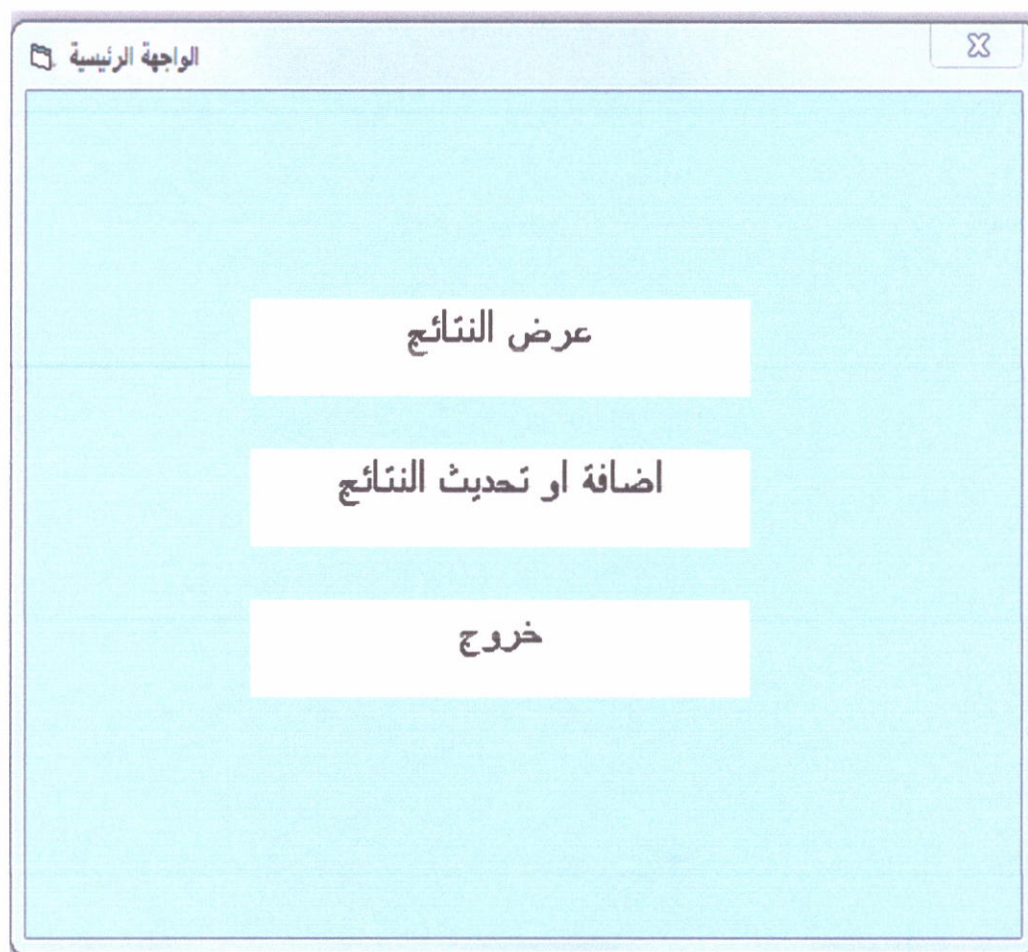 الواجهة الرئيسية
عرض النتائج
اضافة او تحديث النتائج
خروج